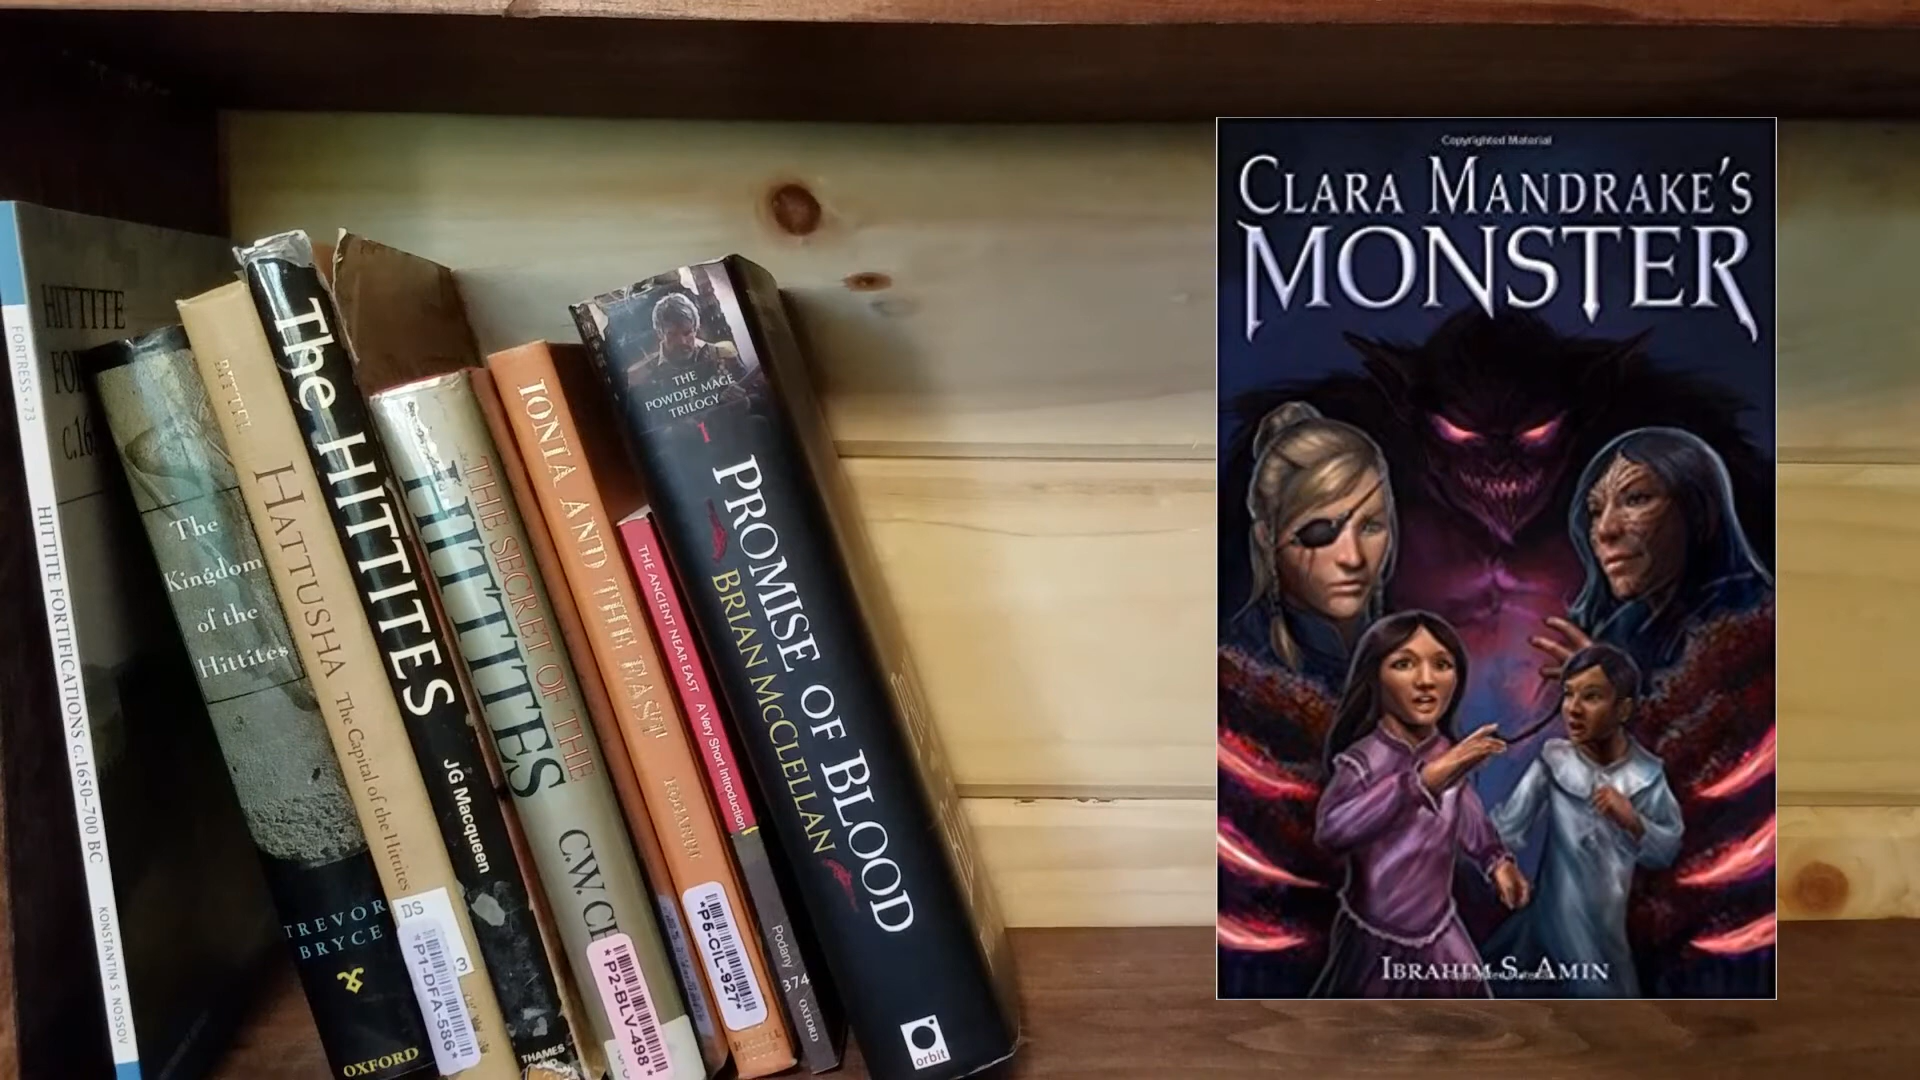 HITTITE
c.16
FORTRESS • 73
HITTITE FORTIFICATIONS c.1650–700 BC
KONSTANTIN S NOSSOV
The
Kingdom
of the
Hittites
TREVOR
BRYCE
OXFORD
BITTEL
HATTUSHA The Capital of the Hittites
DS
*P1-DFA-586*
The HITTITES
JG Macqueen
THAMES
THE SECRET OF THE
HITTITES
C.W.
*P2-BLV-498*
IONIA AND THE EAST
*P5-CIL-927*
THE ANCIENT NEAR EAST A Very Short Introduction
Podany
374
OXFORD
THE
POWDER MAGE
TRILOGY
I
PROMISE OF BLOOD
BRIAN McCLELLAN
orbit
Copyrighted Material
CLARA MANDRAKE'S
MONSTER
IBRAHIM S. AMIN